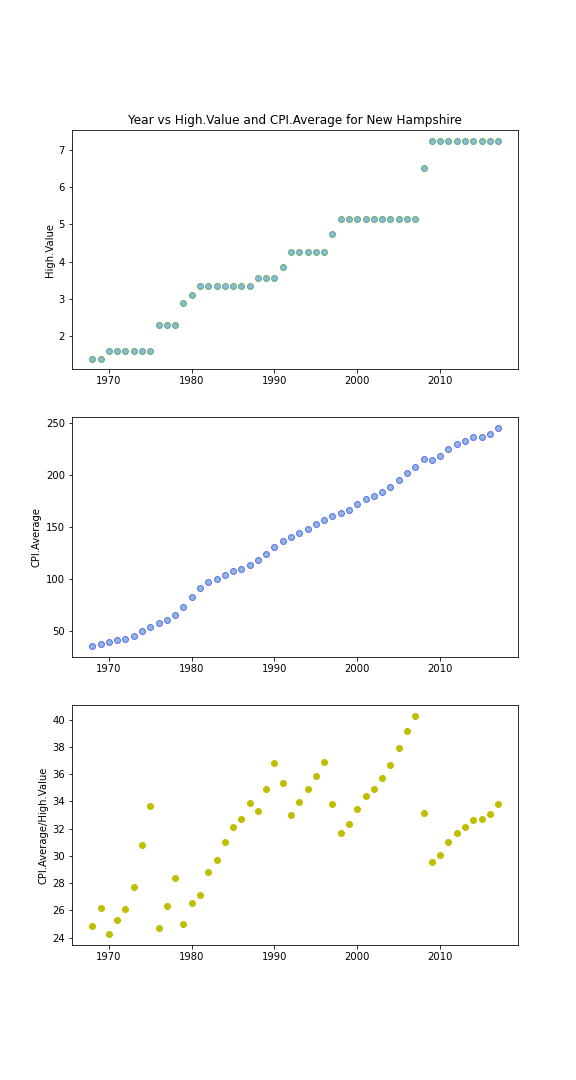 Year vs High.Value and CPI.Average for New Hampshire
High.Value
7
6
5
4
3
2
1970 1980 1990 2000 2010
CPI.Average
250
200
150
100
50
1970 1980 1990 2000 2010
CPI.Average/High.Value
40
38
36
34
32
30
28
26
24
1970 1980 1990 2000 2010